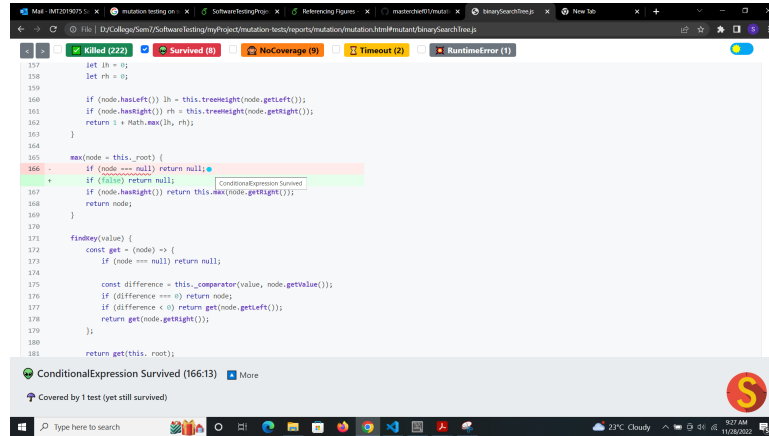 Mail - IMT2019075 S
mutation testing on
SoftwareTestingProjec
Referencing Figures -
masterchief01/mutat
binarySearchTree.js
New Tab
File | D:/College/Sem7/SoftwareTesting/myProject/mutation-tests/reports/mutation/mutation.html#mutant/binarySearchTree.js
< > Killed (222) Survived (8) NoCoverage (9) Timeout (2) RuntimeError (1)
157 let lh = 0;
158 let rh = 0;
159
160 if (node.hasLeft()) lh = this.treeHeight(node.getLeft());
161 if (node.hasRight()) rh = this.treeHeight(node.getRight());
162 return 1 + Math.max(lh, rh);
163 }
164
165 max(node = this._root) {
166 - if (node === null) return null;
+ if (false) return null;
ConditionalExpression Survived
167 if (node.hasRight()) return this.max(node.getRight());
168 return node;
169 }
170
171 findKey(value) {
172 const get = (node) => {
173 if (node === null) return null;
174
175 const difference = this._comparator(value, node.getValue());
176 if (difference === 0) return node;
177 if (difference < 0) return get(node.getLeft());
178 return get(node.getRight());
179 };
180
181 return get(this._root);
ConditionalExpression Survived (166:13) More
Covered by 1 test (yet still survived)
S
Type here to search
23°C Cloudy
9:27 AM
11/28/2022